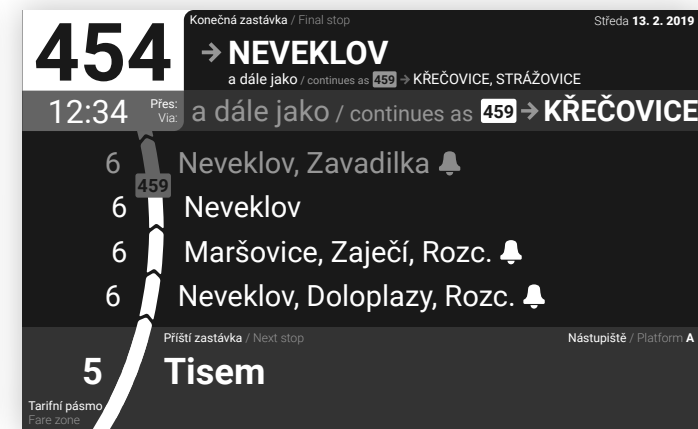 454
Konečná zastávka / Final stop
Středa 13. 2. 2019
→ NEVEKLOV
a dále jako / continues as 459 → KŘEČOVICE, STRÁŽOVICE
12:34
Přes:
Via:
a dále jako / continues as 459 → KŘEČOVICE
6 Neveklov, Zavadilka
459
6 Neveklov
6 Maršovice, Zaječí, Rozc.
6 Neveklov, Doloplazy, Rozc.
Příští zastávka / Next stop
Nástupiště / Platform A
5 Tisem
Tarifní pásmo
Fare zone